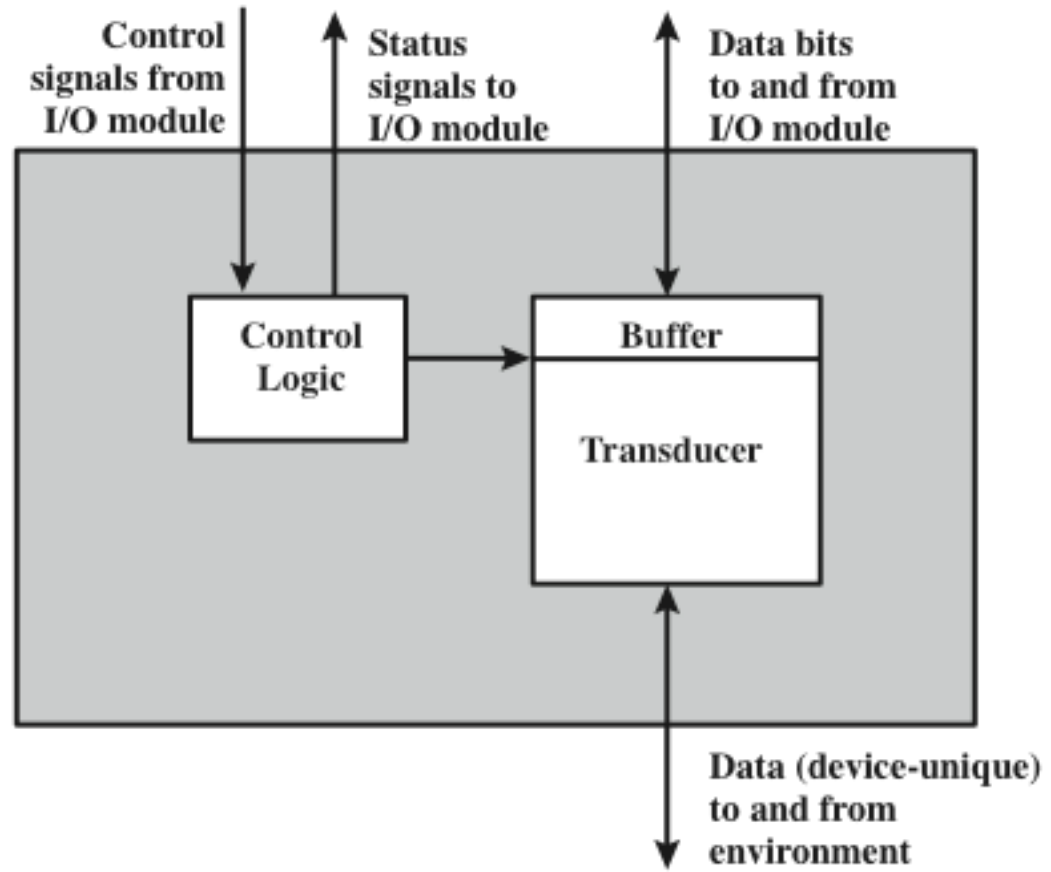 Control
signals from
I/O module
Status
signals to
I/O module
Data bits
to and from
I/O module
Control
Logic
Buffer
Transducer
Data (device-unique)
to and from
environment